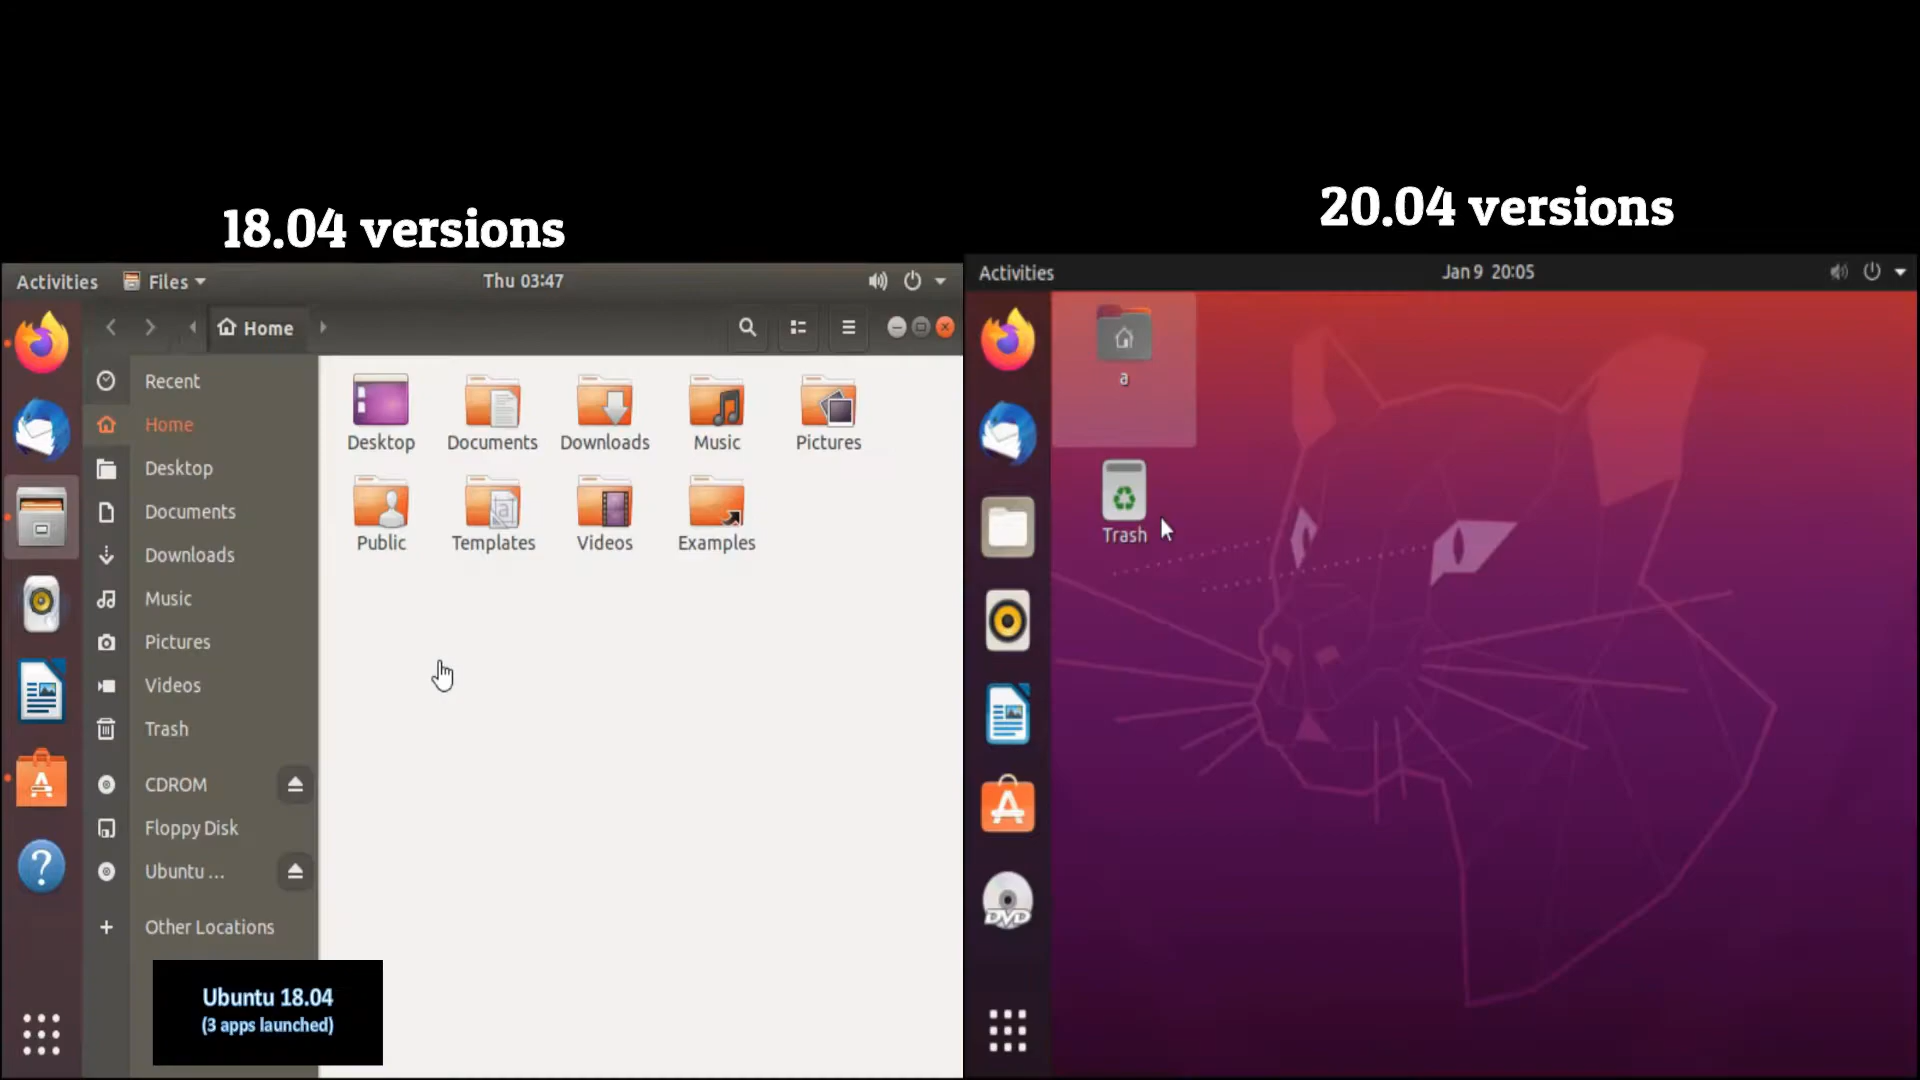 18.04 versions
20.04 versions
Activities
Files
Thu 03:47
Home
Recent
Home
Desktop
Documents
Downloads
Music
Pictures
Videos
Trash
CDROM
Floppy Disk
Ubuntu ...
Other Locations
Desktop
Documents
Downloads
Music
Pictures
Public
Templates
Videos
Examples
Ubuntu 18.04
(3 apps launched)
Activities
Jan 9 20:05
a
Trash
DVD